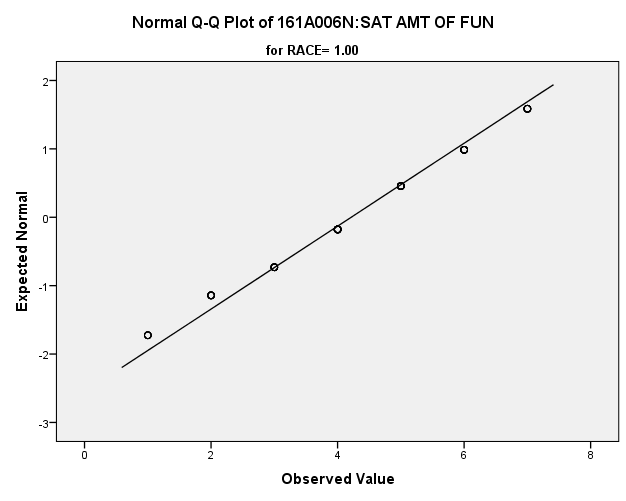 Normal Q-Q Plot of 161A006N:SAT AMT OF FUN
for RACE= 1.00
2
1
0
-1
-2
-3
Expected Normal
0 2 4 6 8
Observed Value